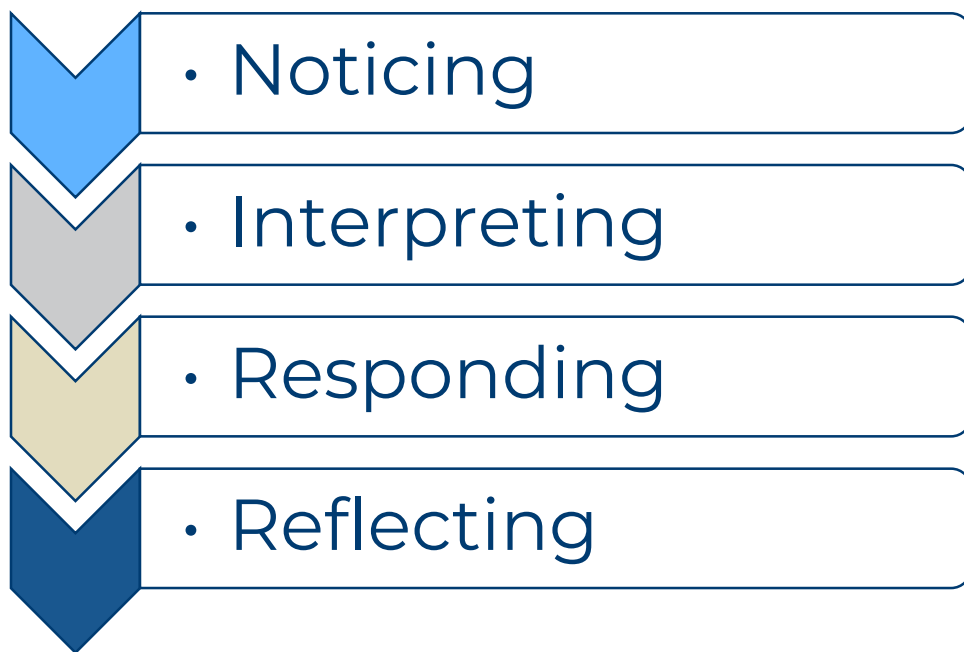 • Noticing
• Interpreting
• Responding
• Reflecting